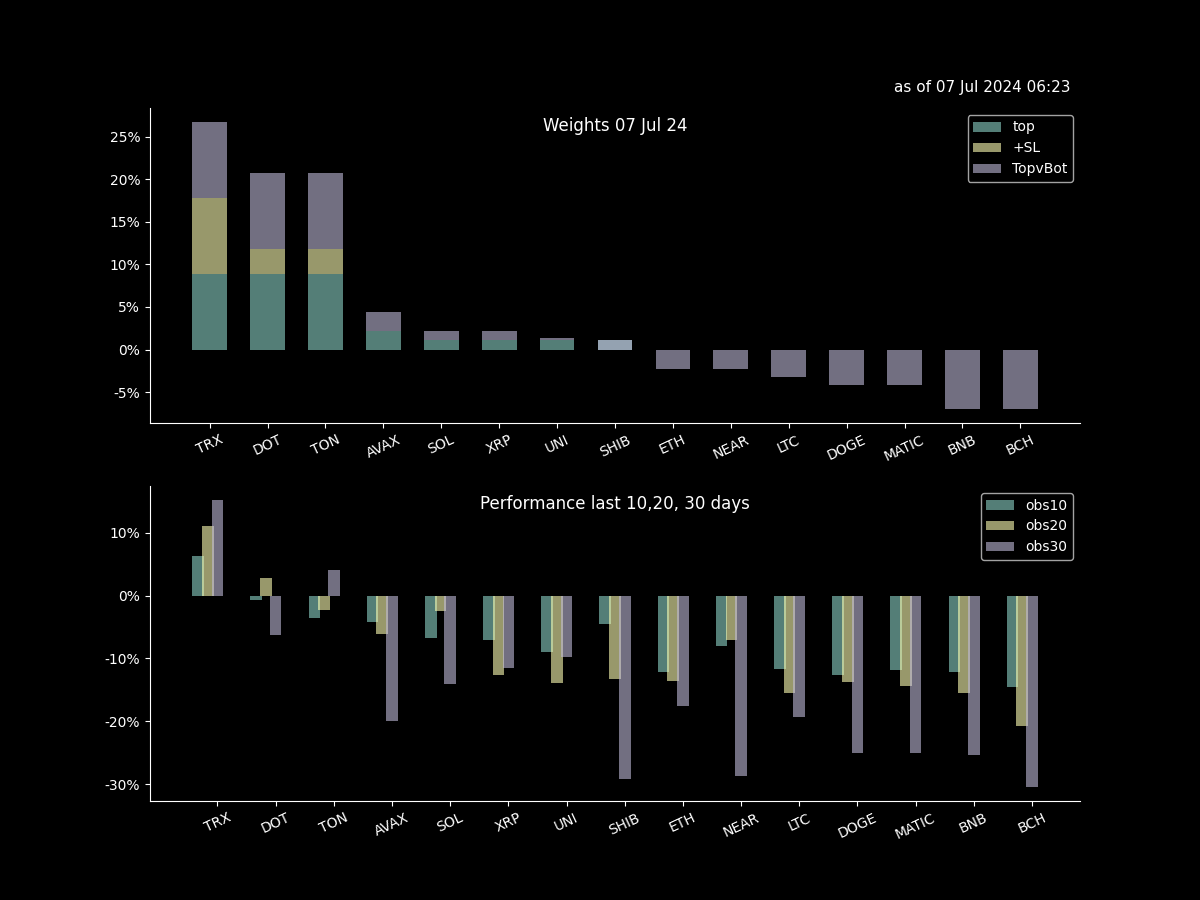 as of 07 Jul 2024 06:23
Weights 07 Jul 24
top
+SL
TopvBot
25%
20%
15%
10%
5%
0%
-5%
TRX DOT TON AVAX SOL XRP UNI SHIB ETH NEAR LTC DOGE MATIC BNB BCH
Performance last 10,20, 30 days
obs10
obs20
obs30
10%
0%
-10%
-20%
-30%
TRX DOT TON AVAX SOL XRP UNI SHIB ETH NEAR LTC DOGE MATIC BNB BCH